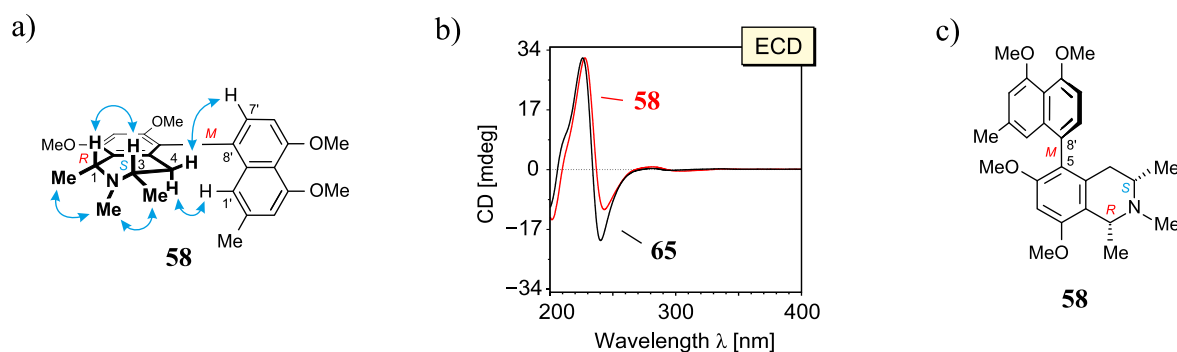 a)
b)
c)
H
H
OMe
MeO
R
S
1
3
4
N
Me
Me
Me
H
H
M
H
7'
8'
1'
H
OMe
OMe
Me
58
ECD
CD [mdeg]
34
17
0
−17
−34
58
65
200
300
400
Wavelength λ [nm]
MeO
OMe
Me
8'
M
5
MeO
S
Me
N
Me
R
MeO
Me
58